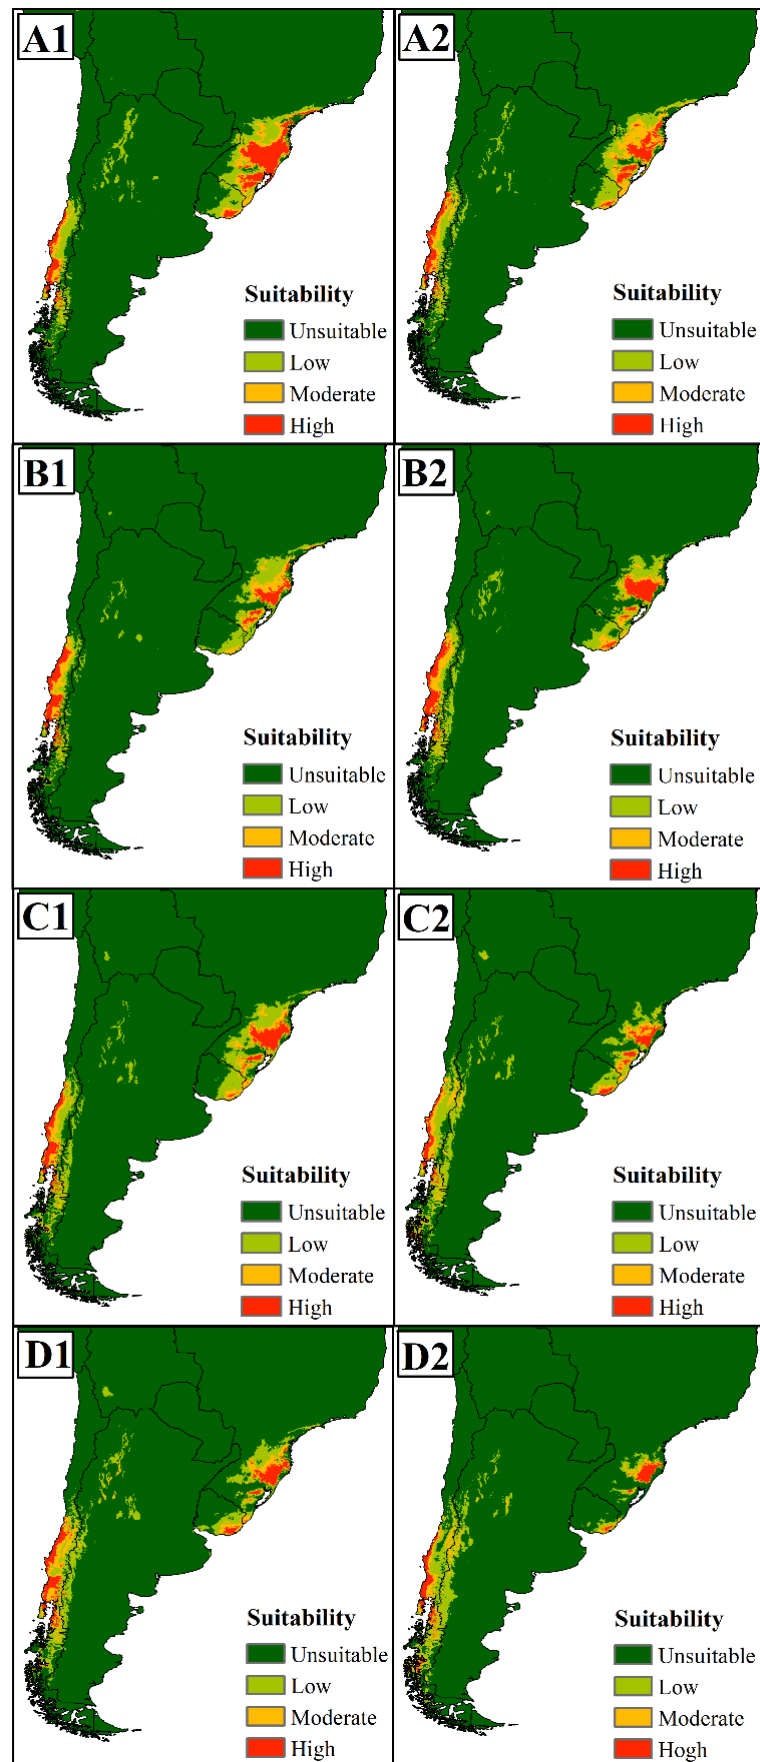 A1
Suitability
Unsuitable
Low
Moderate
High
A2
Suitability
Unsuitable
Low
Moderate
High
B1
Suitability
Unsuitable
Low
Moderate
High
B2
Suitability
Unsuitable
Low
Moderate
High
C1
Suitability
Unsuitable
Low
Moderate
High
C2
Suitability
Unsuitable
Low
Moderate
High
D1
Suitability
Unsuitable
Low
Moderate
High
D2
Suitability
Unsuitable
Low
Moderate
Hogh